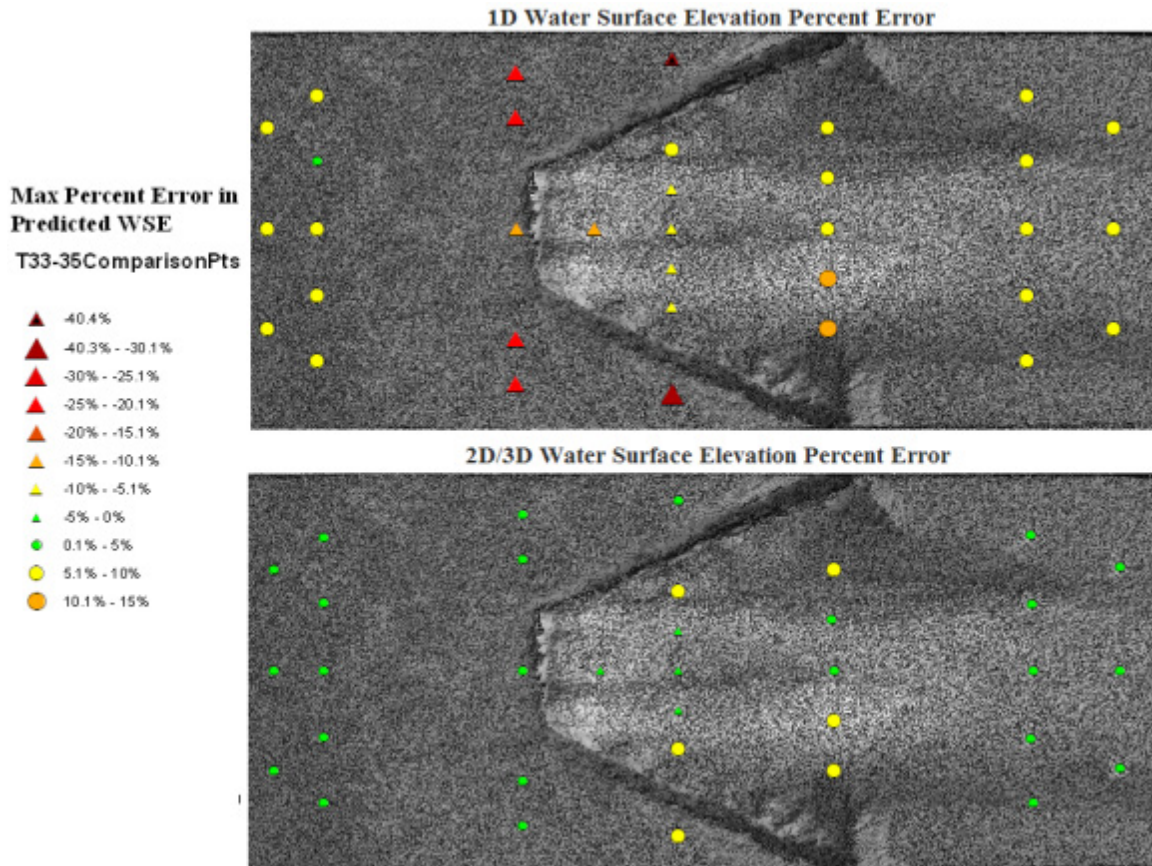 1D Water Surface Elevation Percent Error
Max Percent Error in
Predicted WSE
T33-35ComparisonPts
-40.4%
-40.3% - -30.1%
-30% - -25.1%
-25% - -20.1%
-20% - -15.1%
-15% - -10.1%
-10% - -5.1%
-5% - 0%
0.1% - 5%
5.1% - 10%
10.1% - 15%
2D/3D Water Surface Elevation Percent Error